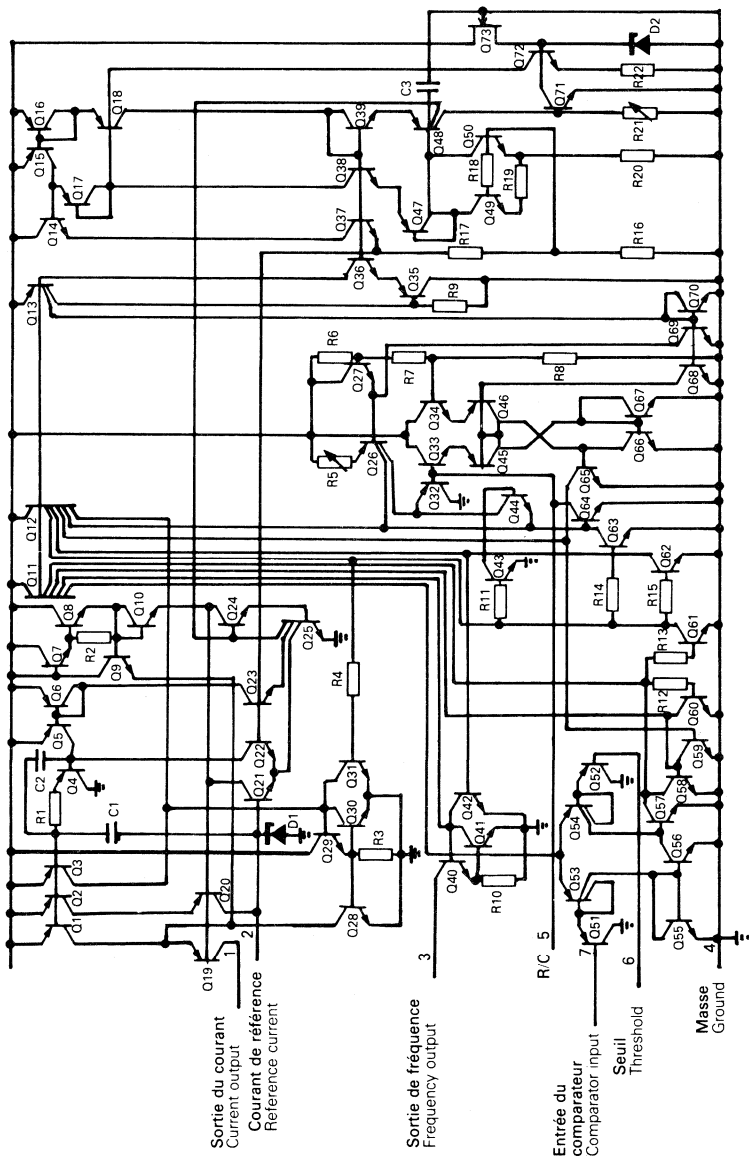 Q1
Q2
Q3
R1
Q4
C2
Q5
Q6
Q7
Q8
R2
Q9
Q10
Q11
Q12
Q13
Q14
Q15
Q16
Q17
Q18
Q19
Q20
C1
D1
Q21
Q22
Q23
Q24
Q25
Q28
Q29
Q30
Q31
R3
R4
R5
Q26
Q27
R6
R7
R8
Q32
Q33
Q34
Q35
R9
Q36
Q37
Q38
Q39
R17
Q40
Q41
Q42
R10
R11
Q43
Q44
Q45
Q46
Q47
Q48
Q49
Q50
R18
R19
R20
R16
R21
R22
C3
Q71
Q72
Q73
D2
Q51
Q52
Q53
Q54
Q55
Q56
Q57
Q58
Q59
Q60
Q61
Q62
Q63
Q64
Q65
Q66
Q67
Q68
Q69
Q70
R12
R13
R14
R15
1
Sortie du courant
Current output
2
Courant de référence
Reference current
3
Sortie de fréquence
Frequency output
5
R/C
7
Entrée du
comparateur
Comparator input
6
Seuil
Threshold
4
Masse
Ground